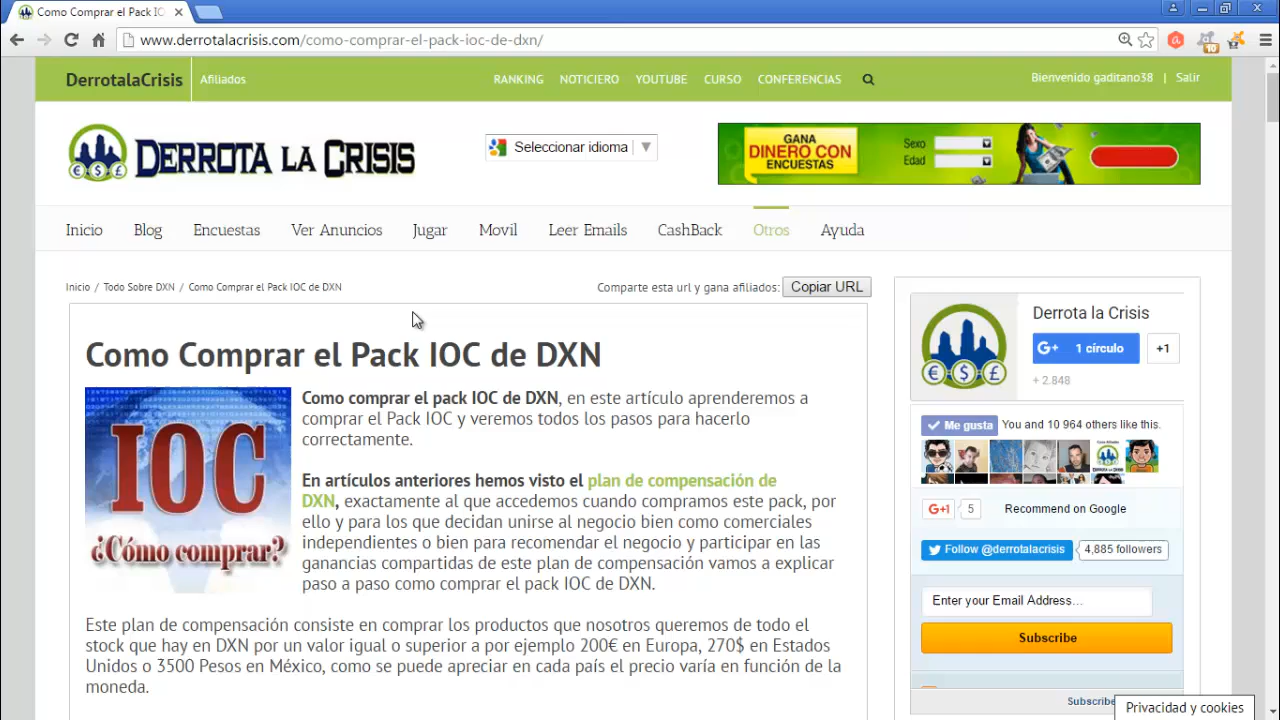 Como Comprar el Pack IO
www.derrotalacrisis.com/como-comprar-el-pack-ioc-de-dxn/
10
DerrotalaCrisis
Afiliados
RANKING NOTICIERO YOUTUBE CURSO CONFERENCIAS
Bienvenido gaditano38 | Salir
DERROTA LA CRISIS
Seleccionar idioma
GANA
DINERO CON
ENCUESTAS
Sexo
Edad
Inicio Blog Encuestas Ver Anuncios Jugar Movil Leer Emails CashBack Otros Ayuda
Inicio / Todo Sobre DXN / Como Comprar el Pack IOC de DXN
Comparte esta url y gana afiliados: Copiar URL
Como Comprar el Pack IOC de DXN
IOC
¿Cómo comprar?
Como comprar el pack IOC de DXN, en este artículo aprenderemos a
comprar el Pack IOC y veremos todos los pasos para hacerlo
correctamente.
En artículos anteriores hemos visto el plan de compensación de
DXN, exactamente al que accedemos cuando compramos este pack, por
ello y para los que decidan unirse al negocio bien como comerciales
independientes o bien para recomendar el negocio y participar en las
ganancias compartidas de este plan de compensación vamos a explicar
paso a paso como comprar el pack IOC de DXN.
Este plan de compensación consiste en comprar los productos que nosotros queremos de todo el
stock que hay en DXN por un valor igual o superior a por ejemplo 200€ en Europa, 270$ en Estados
Unidos o 3500 Pesos en México, como se puede apreciar en cada país el precio varía en función de la
moneda.
Derrota la Crisis
G+ 1 círculo +1
+ 2.848
Me gusta You and 10 964 others like this.
G+1 5 Recommend on Google
Follow @derrotalacrisis 4,885 followers
Enter your Email Address...
Subscribe
Subscribe
Privacidad y cookies